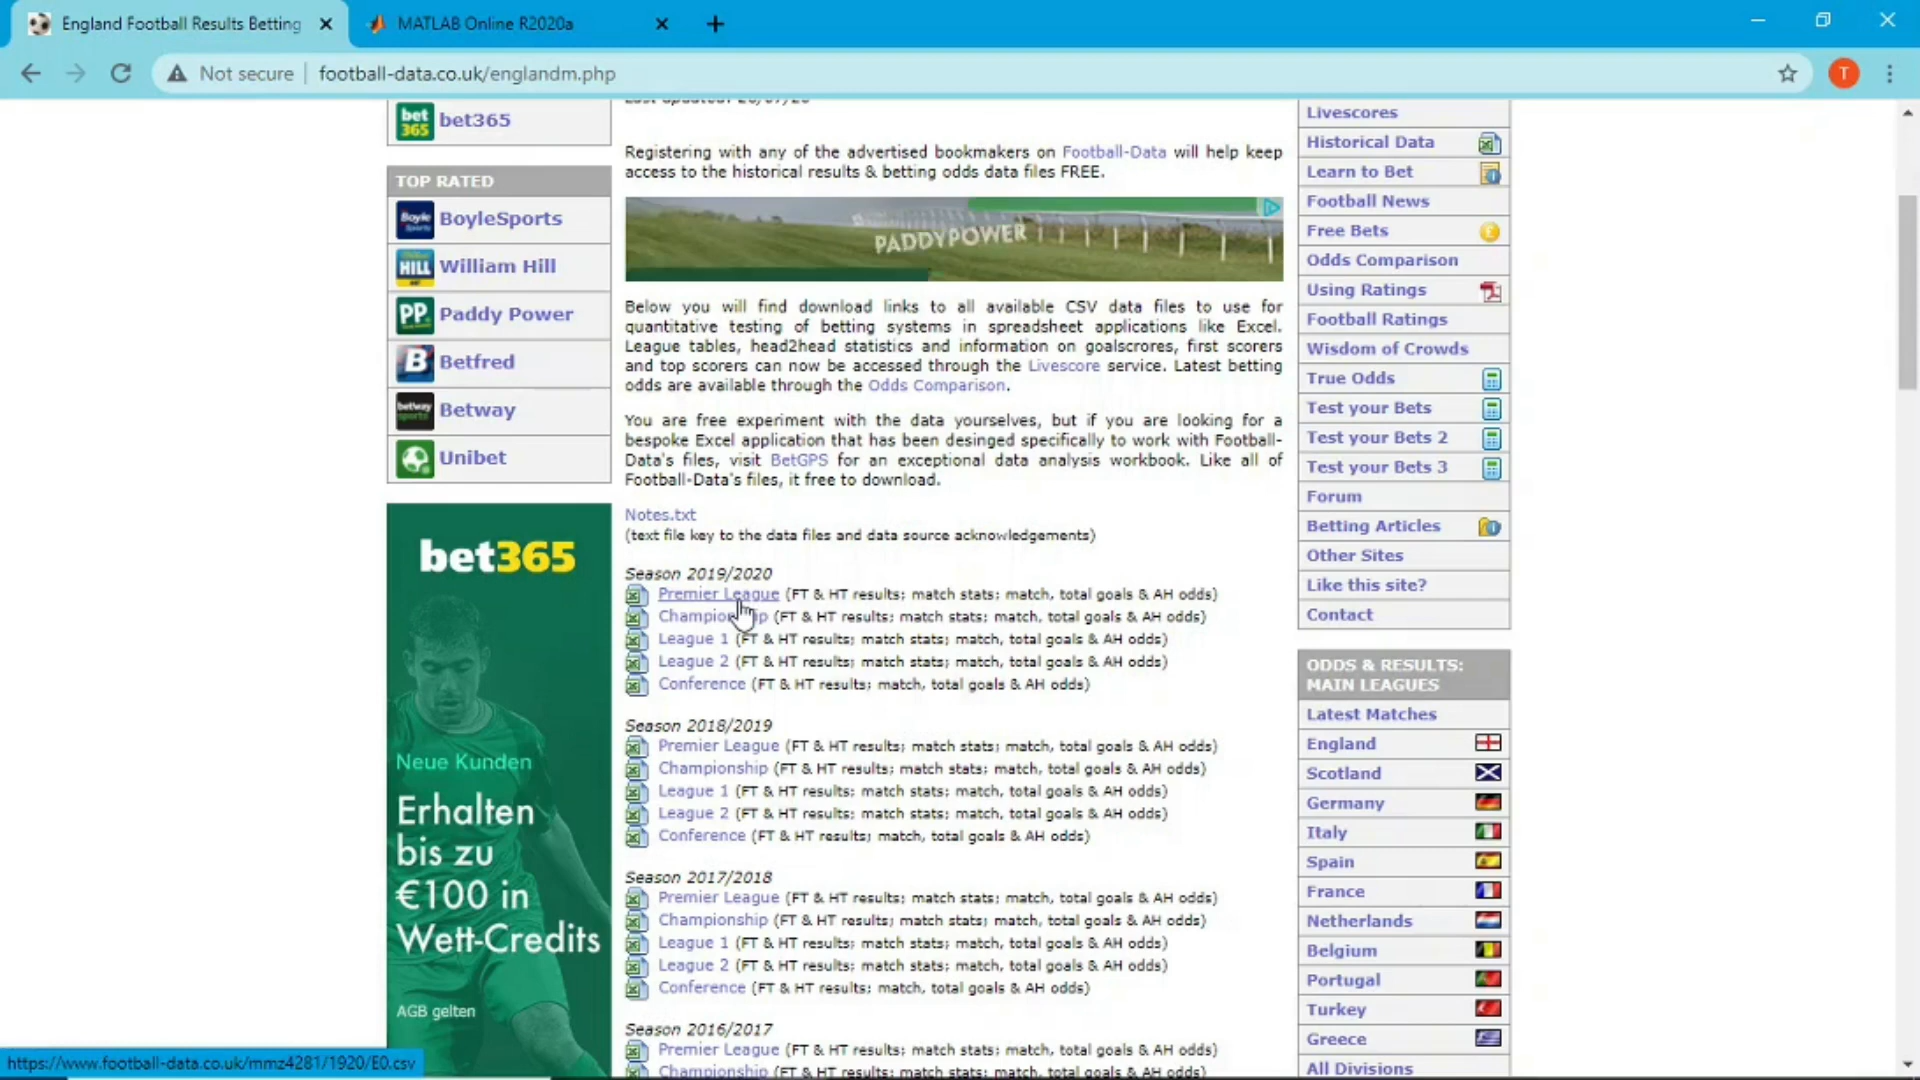 England Football Results Betting
MATLAB Online R2020a
Not secure
football-data.co.uk/englandm.php
bet365
bet365
TOP RATED
Boyle Sports
BoyleSports
William HILL
William Hill
PP
Paddy Power
B
Betfred
betway sports
Betway
Unibet
bet365
Neue Kunden
Erhalten
bis zu
€100 in
Wett-Credits
AGB gelten
Registering with any of the advertised bookmakers on Football-Data will help keep
access to the historical results & betting odds data files FREE.
PADDYPOWER
Below you will find download links to all available CSV data files to use for
quantitative testing of betting systems in spreadsheet applications like Excel.
League tables, head2head statistics and information on goalscores, first scorers
and top scorers can now be accessed through the Livescore service. Latest betting
odds are available through the Odds Comparison.
You are free experiment with the data yourselves, but if you are looking for a
bespoke Excel application that has been desinged specifically to work with Football-
Data's files, visit BetGPS for an exceptional data analysis workbook. Like all of
Football-Data's files, it free to download.
Notes.txt
(text file key to the data files and data source acknowledgements)
Season 2019/2020
Premier League (FT & HT results; match stats; match, total goals & AH odds)
Championship (FT & HT results; match stats; match, total goals & AH odds)
League 1 (FT & HT results; match stats; match, total goals & AH odds)
League 2 (FT & HT results; match stats; match, total goals & AH odds)
Conference (FT & HT results; match, total goals & AH odds)
Season 2018/2019
Premier League (FT & HT results; match stats; match, total goals & AH odds)
Championship (FT & HT results; match stats; match, total goals & AH odds)
League 1 (FT & HT results; match stats; match, total goals & AH odds)
League 2 (FT & HT results; match stats; match, total goals & AH odds)
Conference (FT & HT results; match, total goals & AH odds)
Season 2017/2018
Premier League (FT & HT results; match stats; match, total goals & AH odds)
Championship (FT & HT results; match stats; match, total goals & AH odds)
League 1 (FT & HT results; match stats; match, total goals & AH odds)
League 2 (FT & HT results; match stats; match, total goals & AH odds)
Conference (FT & HT results; match, total goals & AH odds)
Season 2016/2017
Premier League (FT & HT results; match stats; match, total goals & AH odds)
Championship (FT & HT results; match stats; match, total goals & AH odds)
Livescores
Historical Data
Learn to Bet
Football News
Free Bets
Odds Comparison
Using Ratings
Football Ratings
Wisdom of Crowds
True Odds
Test your Bets
Test your Bets 2
Test your Bets 3
Forum
Betting Articles
Other Sites
Like this site?
Contact
ODDS & RESULTS:
MAIN LEAGUES
Latest Matches
England
Scotland
Germany
Italy
Spain
France
Netherlands
Belgium
Portugal
Turkey
Greece
All Divisions
https://www.football-data.co.uk/mmz4281/1920/E0.csv
T